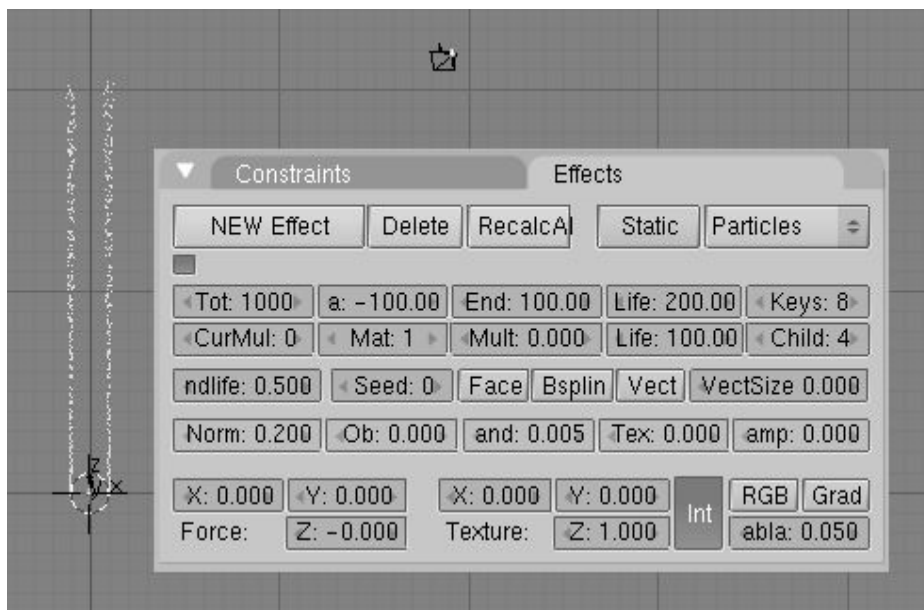 Constraints Effects
NEW Effect Delete RecalcAl Static Particles
Tot: 1000 a: -100.00 End: 100.00 Life: 200.00 Keys: 8
CurMul: 0 Mat: 1 Mult: 0.000 Life: 100.00 Child: 4
ndlife: 0.500 Seed: 0 Face Bsplin Vect VectSize 0.000
Norm: 0.200 Ob: 0.000 and: 0.005 Tex: 0.000 amp: 0.000
X: 0.000 Y: 0.000 X: 0.000 Y: 0.000 Int RGB Grad
Force: Z: -0.000 Texture: Z: 1.000 abla: 0.050
z
y x